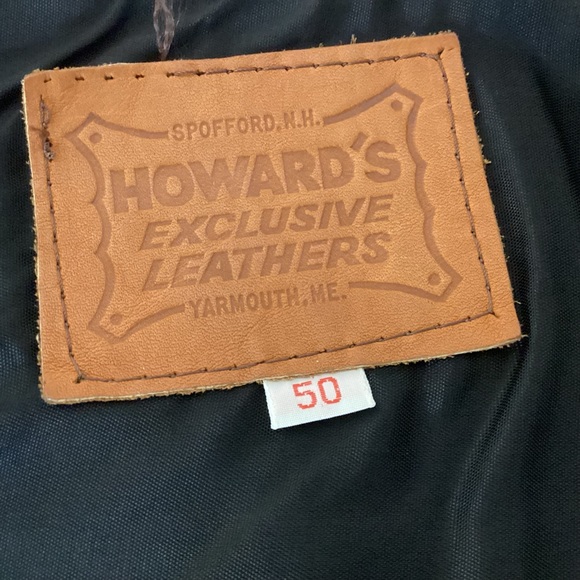 SPOFFORD, N.H.
HOWARD'S
EXCLUSIVE
LEATHERS
YARMOUTH, ME.
50